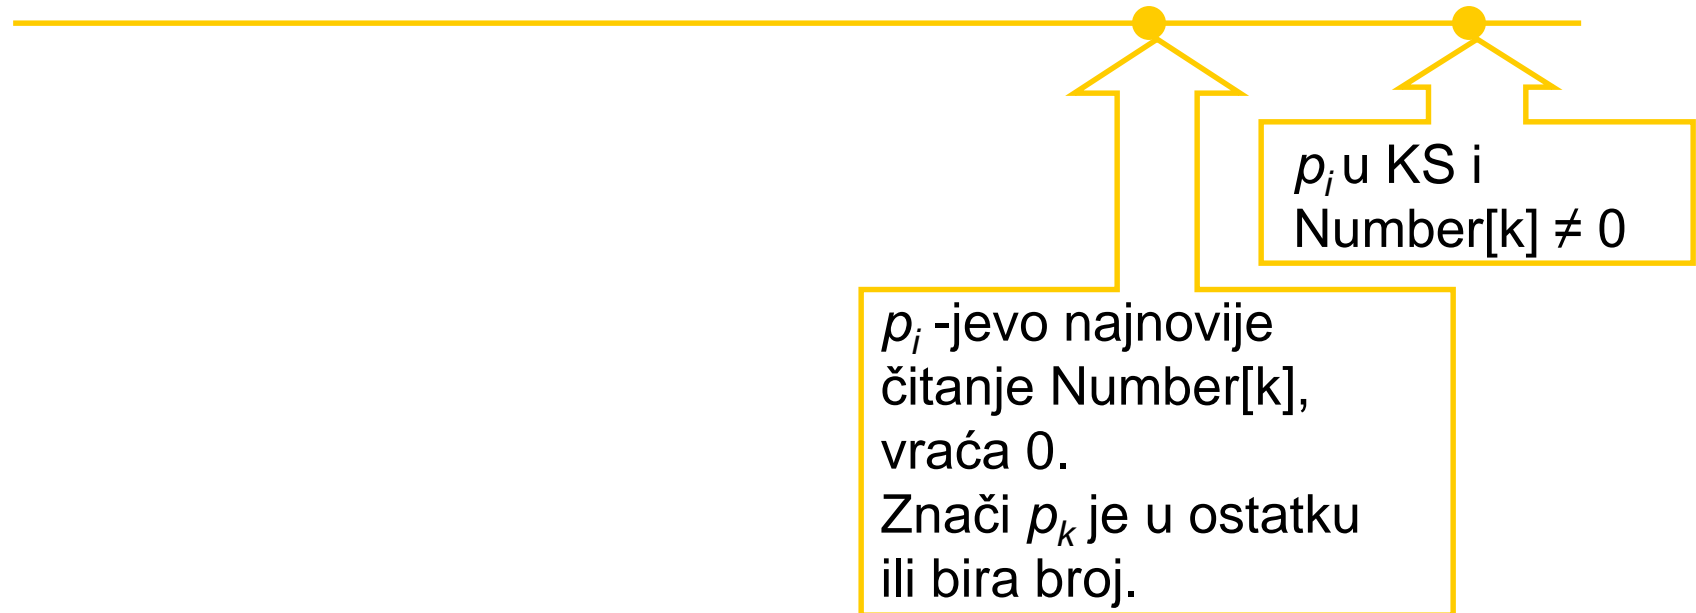 pᵢ u KS i
Number[k] ≠ 0
pᵢ -jevo najnovije
čitanje Number[k],
vraća 0.
Znači pₖ je u ostatku
ili bira broj.